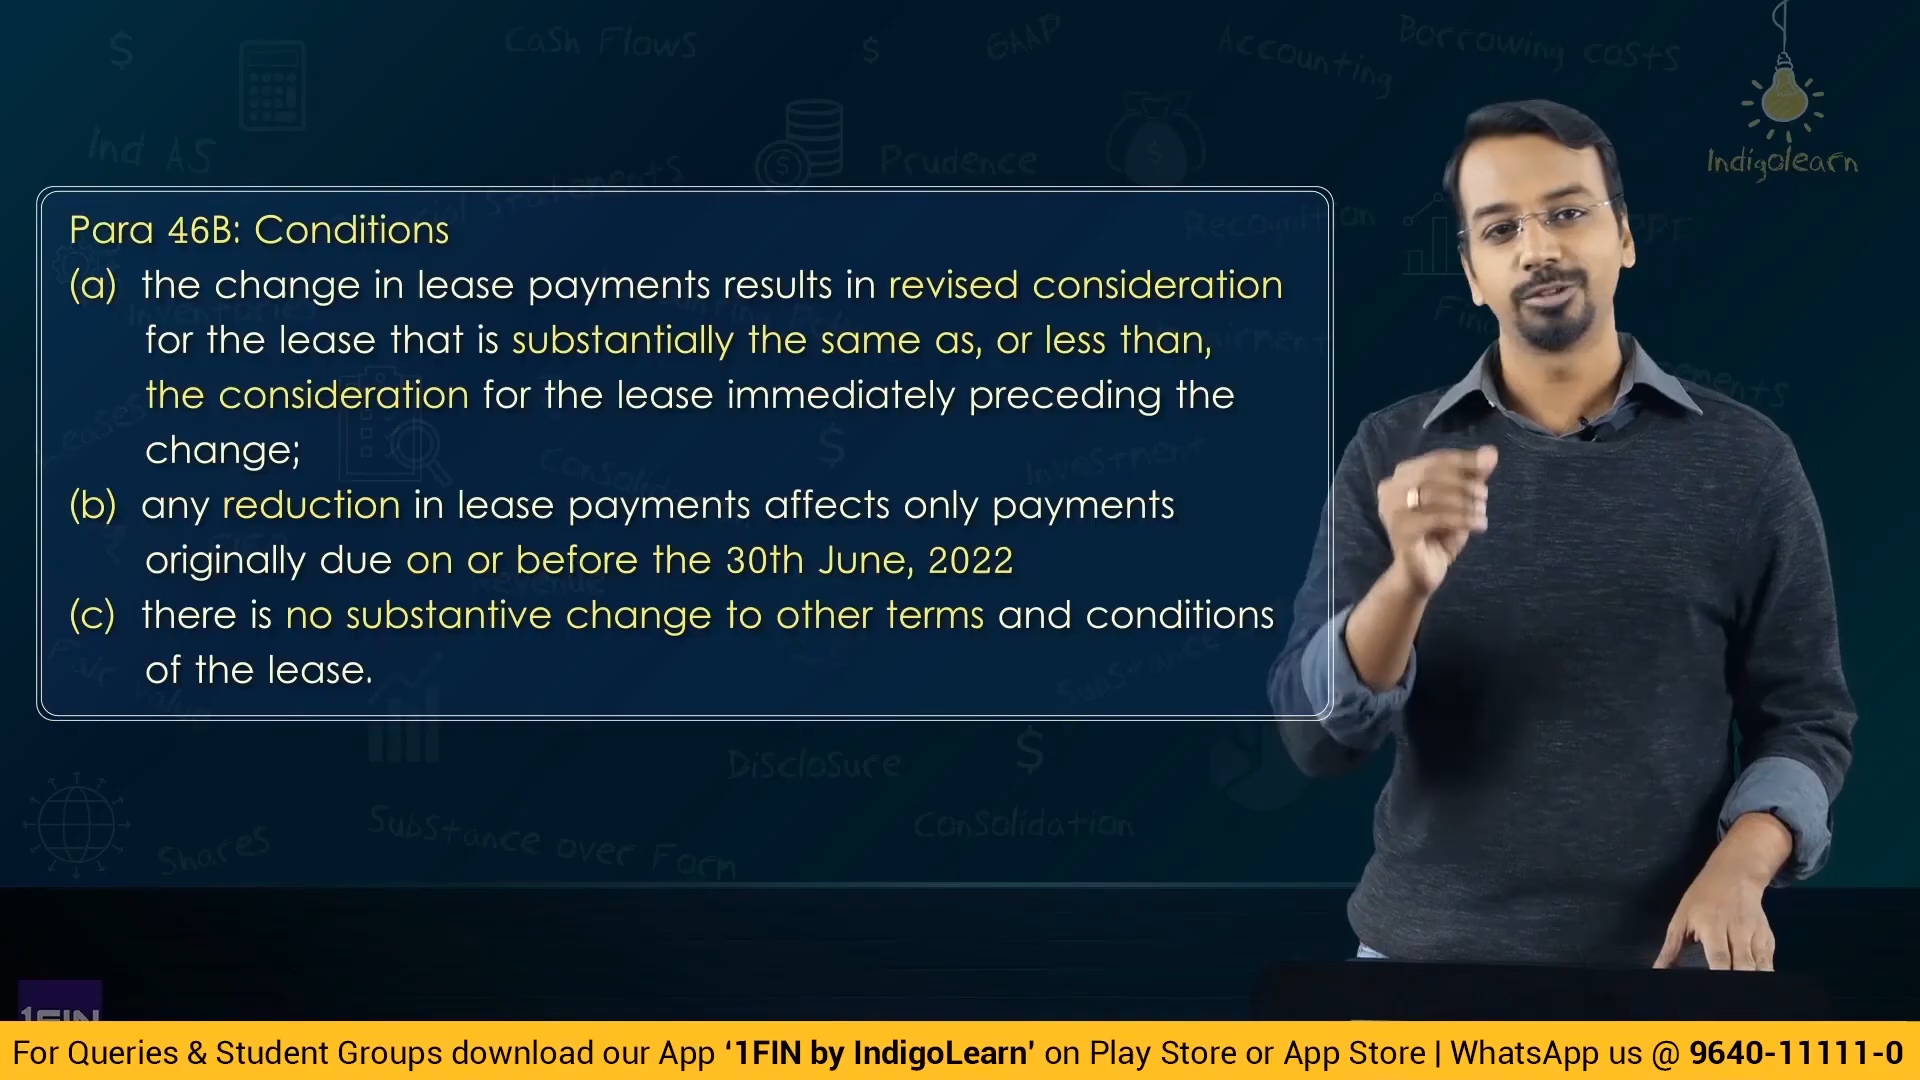 Cash Flows
GAAP
Accounting
Borrowing costs
Ind AS
Prudence
Indigolearn
Para 46B: Conditions
(a) the change in lease payments results in revised consideration
for the lease that is substantially the same as, or less than,
the consideration for the lease immediately preceding the
change;
(b) any reduction in lease payments affects only payments
originally due on or before the 30th June, 2022
(c) there is no substantive change to other terms and conditions
of the lease.
Disclosure
Substance over Form
Consolidation
Shares
1FIN
For Queries & Student Groups download our App ‘1FIN by IndigoLearn’ on Play Store or App Store | WhatsApp us @ 9640-11111-0